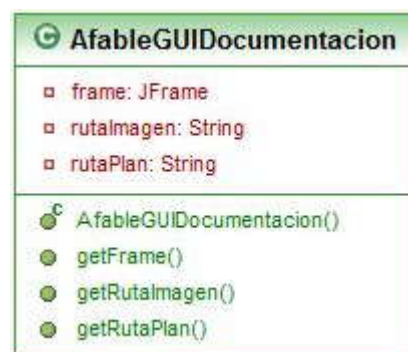 G AfableGUIDocumentacion
frame: JFrame
rutaImagen: String
rutaPlan: String
C AfableGUIDocumentacion()
getFrame()
getRutaImagen()
getRutaPlan()